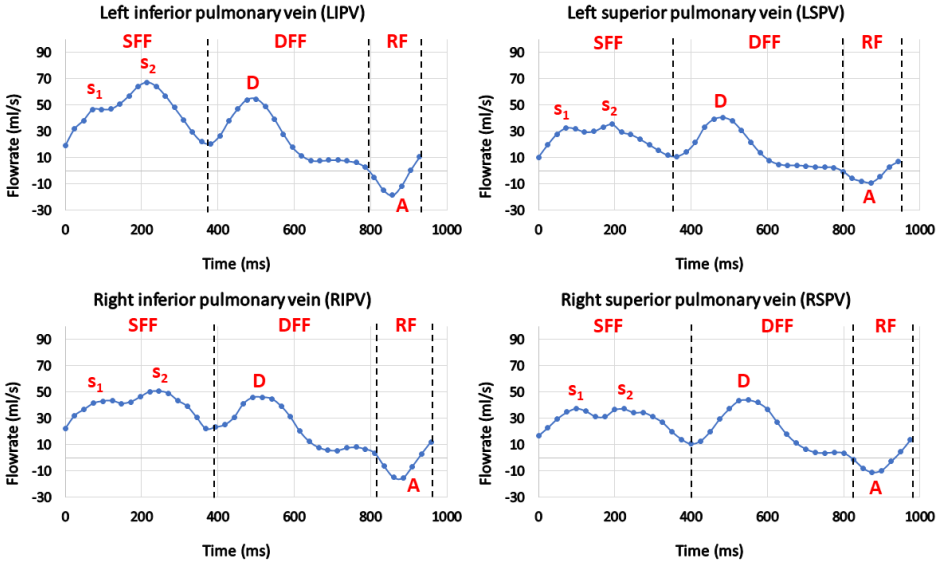 Left inferior pulmonary vein (LIPV)
SFF DFF RF
s1 s2 D A
Flowrate (ml/s)
90
70
50
30
10
-10
-30
0 200 400 600 800 1000
Time (ms)
Left superior pulmonary vein (LSPV)
SFF DFF RF
s1 s2 D A
Flowrate (ml/s)
90
70
50
30
10
-10
-30
0 200 400 600 800 1000
Time (ms)
Right inferior pulmonary vein (RIPV)
SFF DFF RF
s1 s2 D A
Flowrate (ml/s)
90
70
50
30
10
-10
-30
0 200 400 600 800 1000
Time (ms)
Right superior pulmonary vein (RSPV)
SFF DFF RF
s1 s2 D A
Flowrate (ml/s)
90
70
50
30
10
-10
-30
0 200 400 600 800 1000
Time (ms)